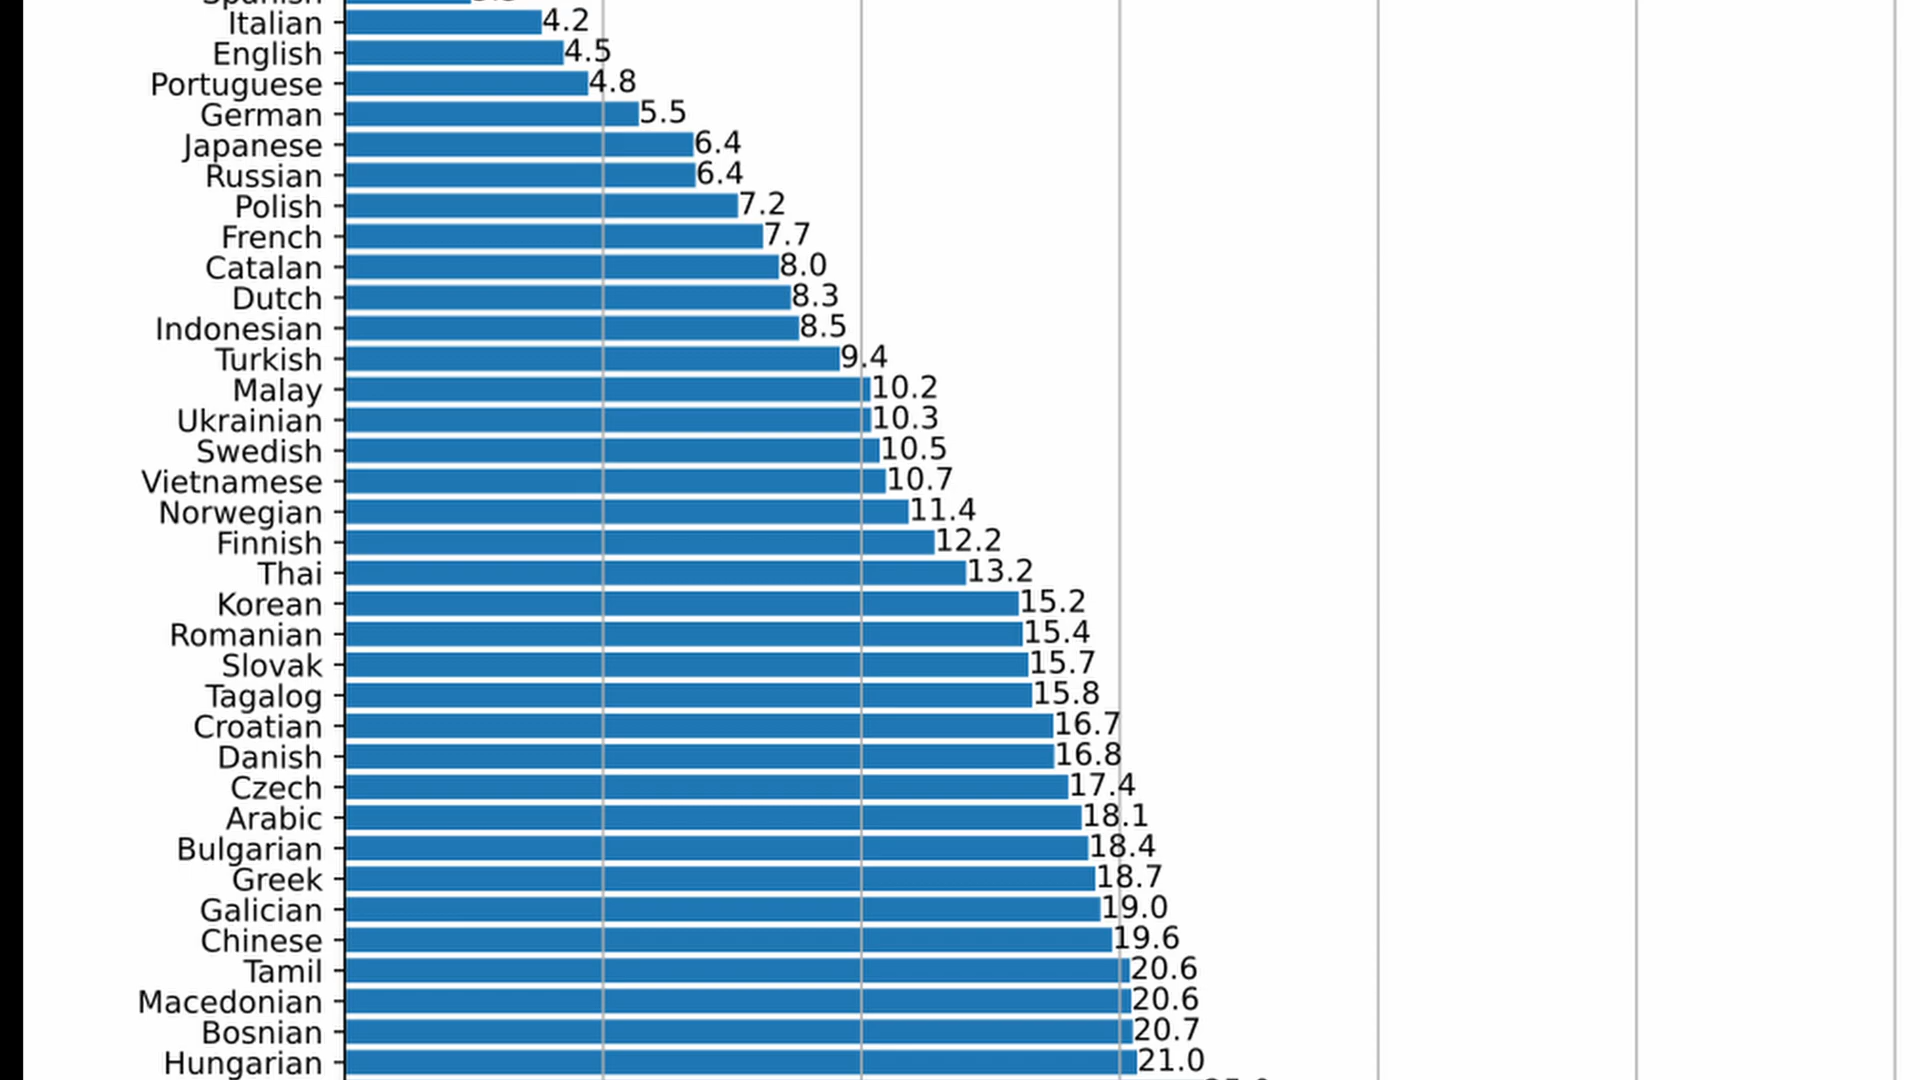 Italian 4.2
English 4.5
Portuguese 4.8
German 5.5
Japanese 6.4
Russian 6.4
Polish 7.2
French 7.7
Catalan 8.0
Dutch 8.3
Indonesian 8.5
Turkish 9.4
Malay 10.2
Ukrainian 10.3
Swedish 10.5
Vietnamese 10.7
Norwegian 11.4
Finnish 12.2
Thai 13.2
Korean 15.2
Romanian 15.4
Slovak 15.7
Tagalog 15.8
Croatian 16.7
Danish 16.8
Czech 17.4
Arabic 18.1
Bulgarian 18.4
Greek 18.7
Galician 19.0
Chinese 19.6
Tamil 20.6
Macedonian 20.6
Bosnian 20.7
Hungarian 21.0